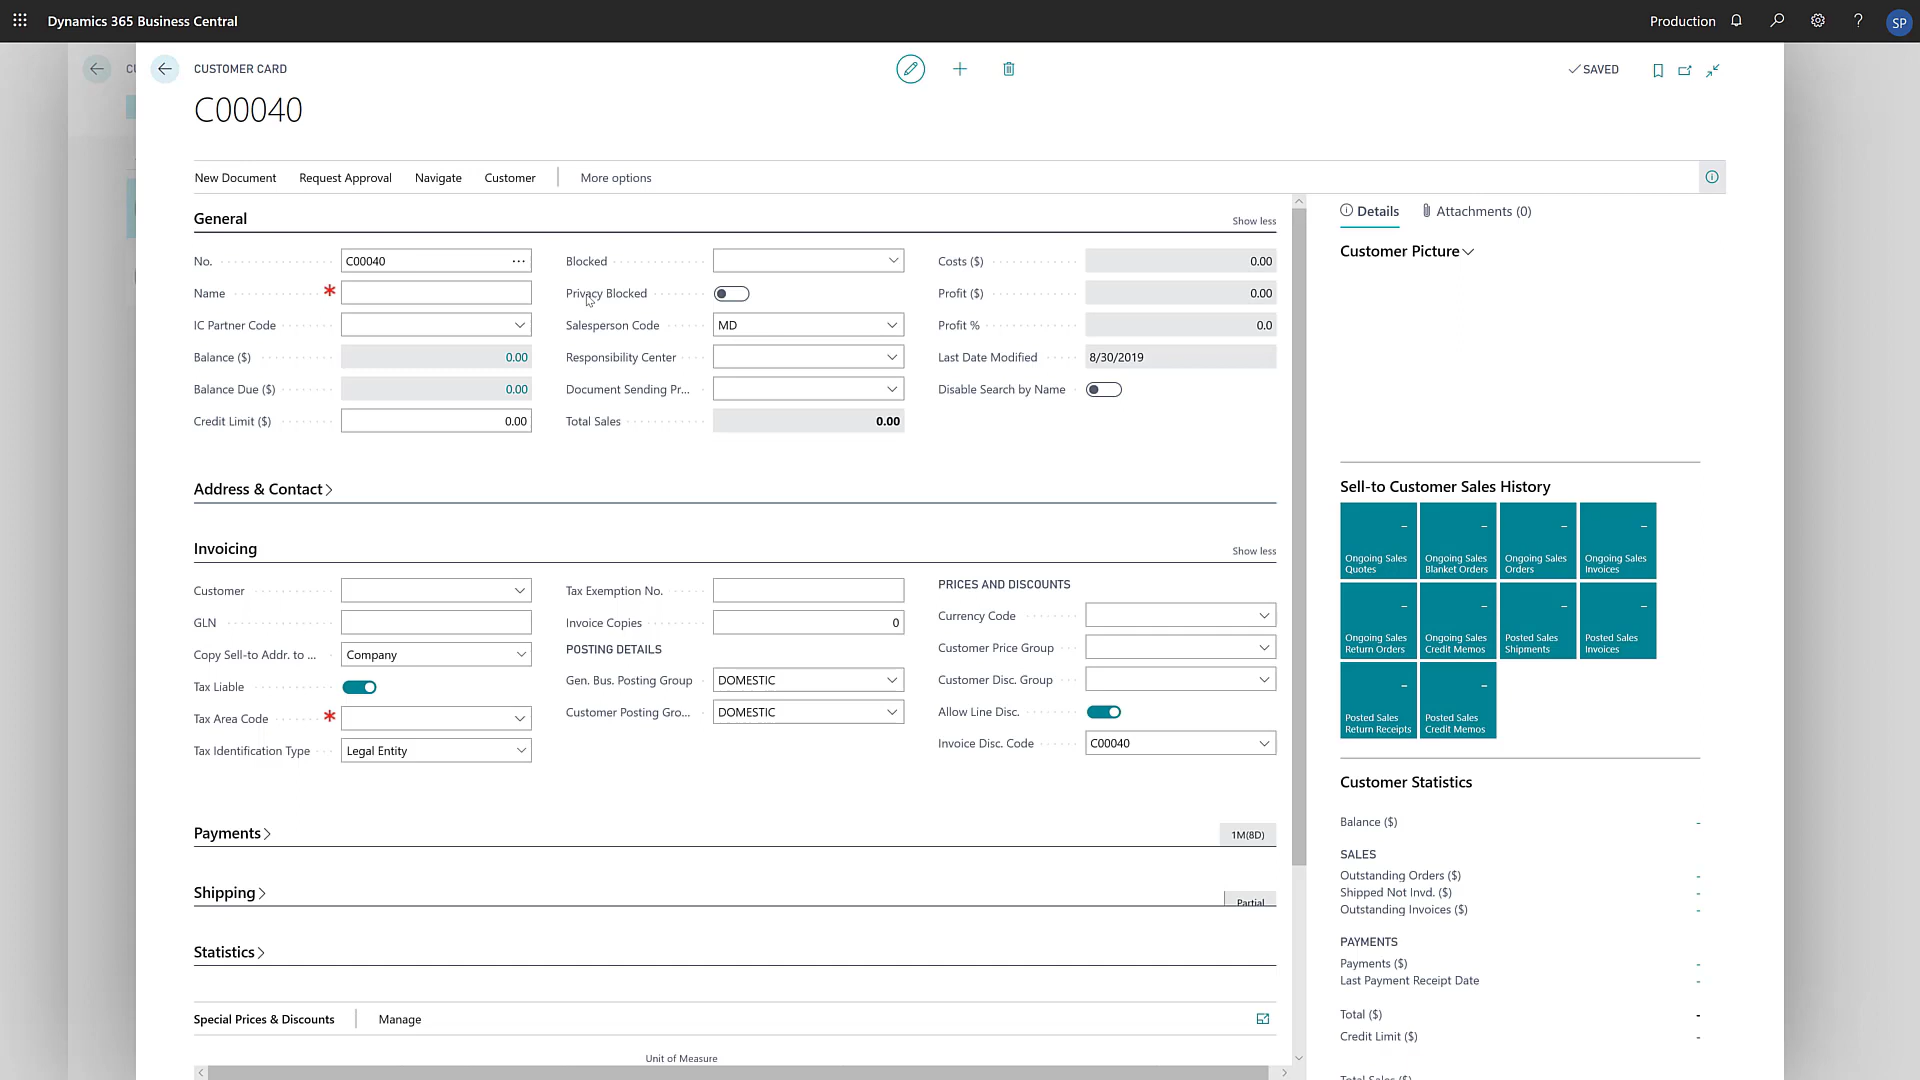 Dynamics 365 Business Central
Production
SP
CUSTOMER CARD
SAVED
C00040
New Document
Request Approval
Navigate
Customer
More options
General
Show less
No.
C00040
Name
*
IC Partner Code
Balance ($)
0.00
Balance Due ($)
0.00
Credit Limit ($)
0.00
Blocked
Privacy Blocked
Salesperson Code
MD
Responsibility Center
Document Sending Pr...
Total Sales
0.00
Costs ($)
0.00
Profit ($)
0.00
Profit %
0.0
Last Date Modified
8/30/2019
Disable Search by Name
Address & Contact
Invoicing
Show less
Customer
GLN
Copy Sell-to Addr. to ...
Company
Tax Liable
Tax Area Code
*
Tax Identification Type
Legal Entity
Tax Exemption No.
Invoice Copies
0
POSTING DETAILS
Gen. Bus. Posting Group
DOMESTIC
Customer Posting Gro...
DOMESTIC
PRICES AND DISCOUNTS
Currency Code
Customer Price Group
Customer Disc. Group
Allow Line Disc.
Invoice Disc. Code
C00040
Payments
1M(8D)
Shipping
Partial
Statistics
Special Prices & Discounts
Manage
Unit of Measure
Details
Attachments (0)
Customer Picture
Sell-to Customer Sales History
Ongoing Sales
Quotes
Ongoing Sales
Blanket Orders
Ongoing Sales
Orders
Ongoing Sales
Invoices
Ongoing Sales
Return Orders
Ongoing Sales
Credit Memos
Posted Sales
Shipments
Posted Sales
Invoices
Posted Sales
Return Receipts
Posted Sales
Credit Memos
Customer Statistics
Balance ($)
-
SALES
Outstanding Orders ($)
-
Shipped Not Invd. ($)
-
Outstanding Invoices ($)
-
PAYMENTS
Payments ($)
-
Last Payment Receipt Date
-
Total ($)
-
Credit Limit ($)
-
Total Sales ($)